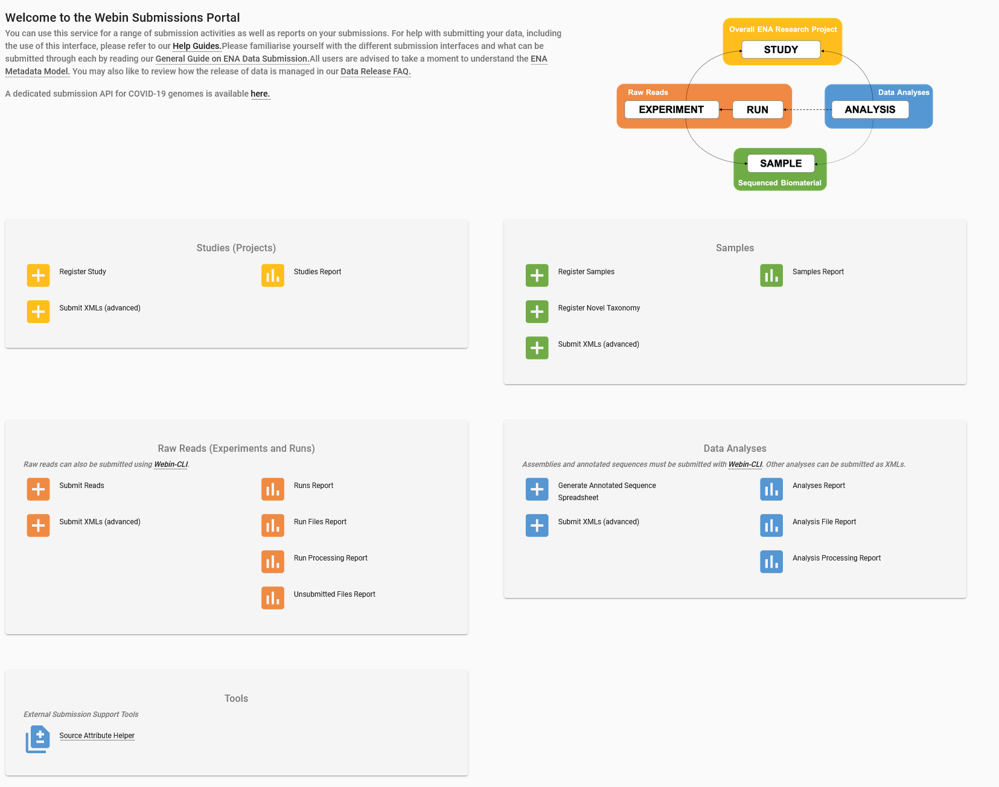 Welcome to the Webin Submissions Portal
You can use this service for a range of submission activities as well as reports on your submissions. For help with submitting your data, including
the use of this interface, please refer to our Help Guides.Please familiarise yourself with the different submission interfaces and what can be
submitted through each by reading our General Guide on ENA Data Submission.All users are advised to take a moment to understand the ENA
Metadata Model. You may also like to review how the release of data is managed in our Data Release FAQ.
A dedicated submission API for COVID-19 genomes is available here.
Overall ENA Research Project
STUDY
Raw Reads
EXPERIMENT
RUN
Data Analyses
ANALYSIS
SAMPLE
Sequenced Biomaterial
Studies (Projects)
Register Study
Studies Report
Submit XMLs (advanced)
Samples
Register Samples
Samples Report
Register Novel Taxonomy
Submit XMLs (advanced)
Raw Reads (Experiments and Runs)
Raw reads can also be submitted using Webin-CLI.
Submit Reads
Runs Report
Submit XMLs (advanced)
Run Files Report
Run Processing Report
Unsubmitted Files Report
Data Analyses
Assemblies and annotated sequences must be submitted with Webin-CLI. Other analyses can be submitted as XMLs.
Generate Annotated Sequence
Spreadsheet
Analyses Report
Submit XMLs (advanced)
Analysis File Report
Analysis Processing Report
Tools
External Submission Support Tools
Source Attribute Helper